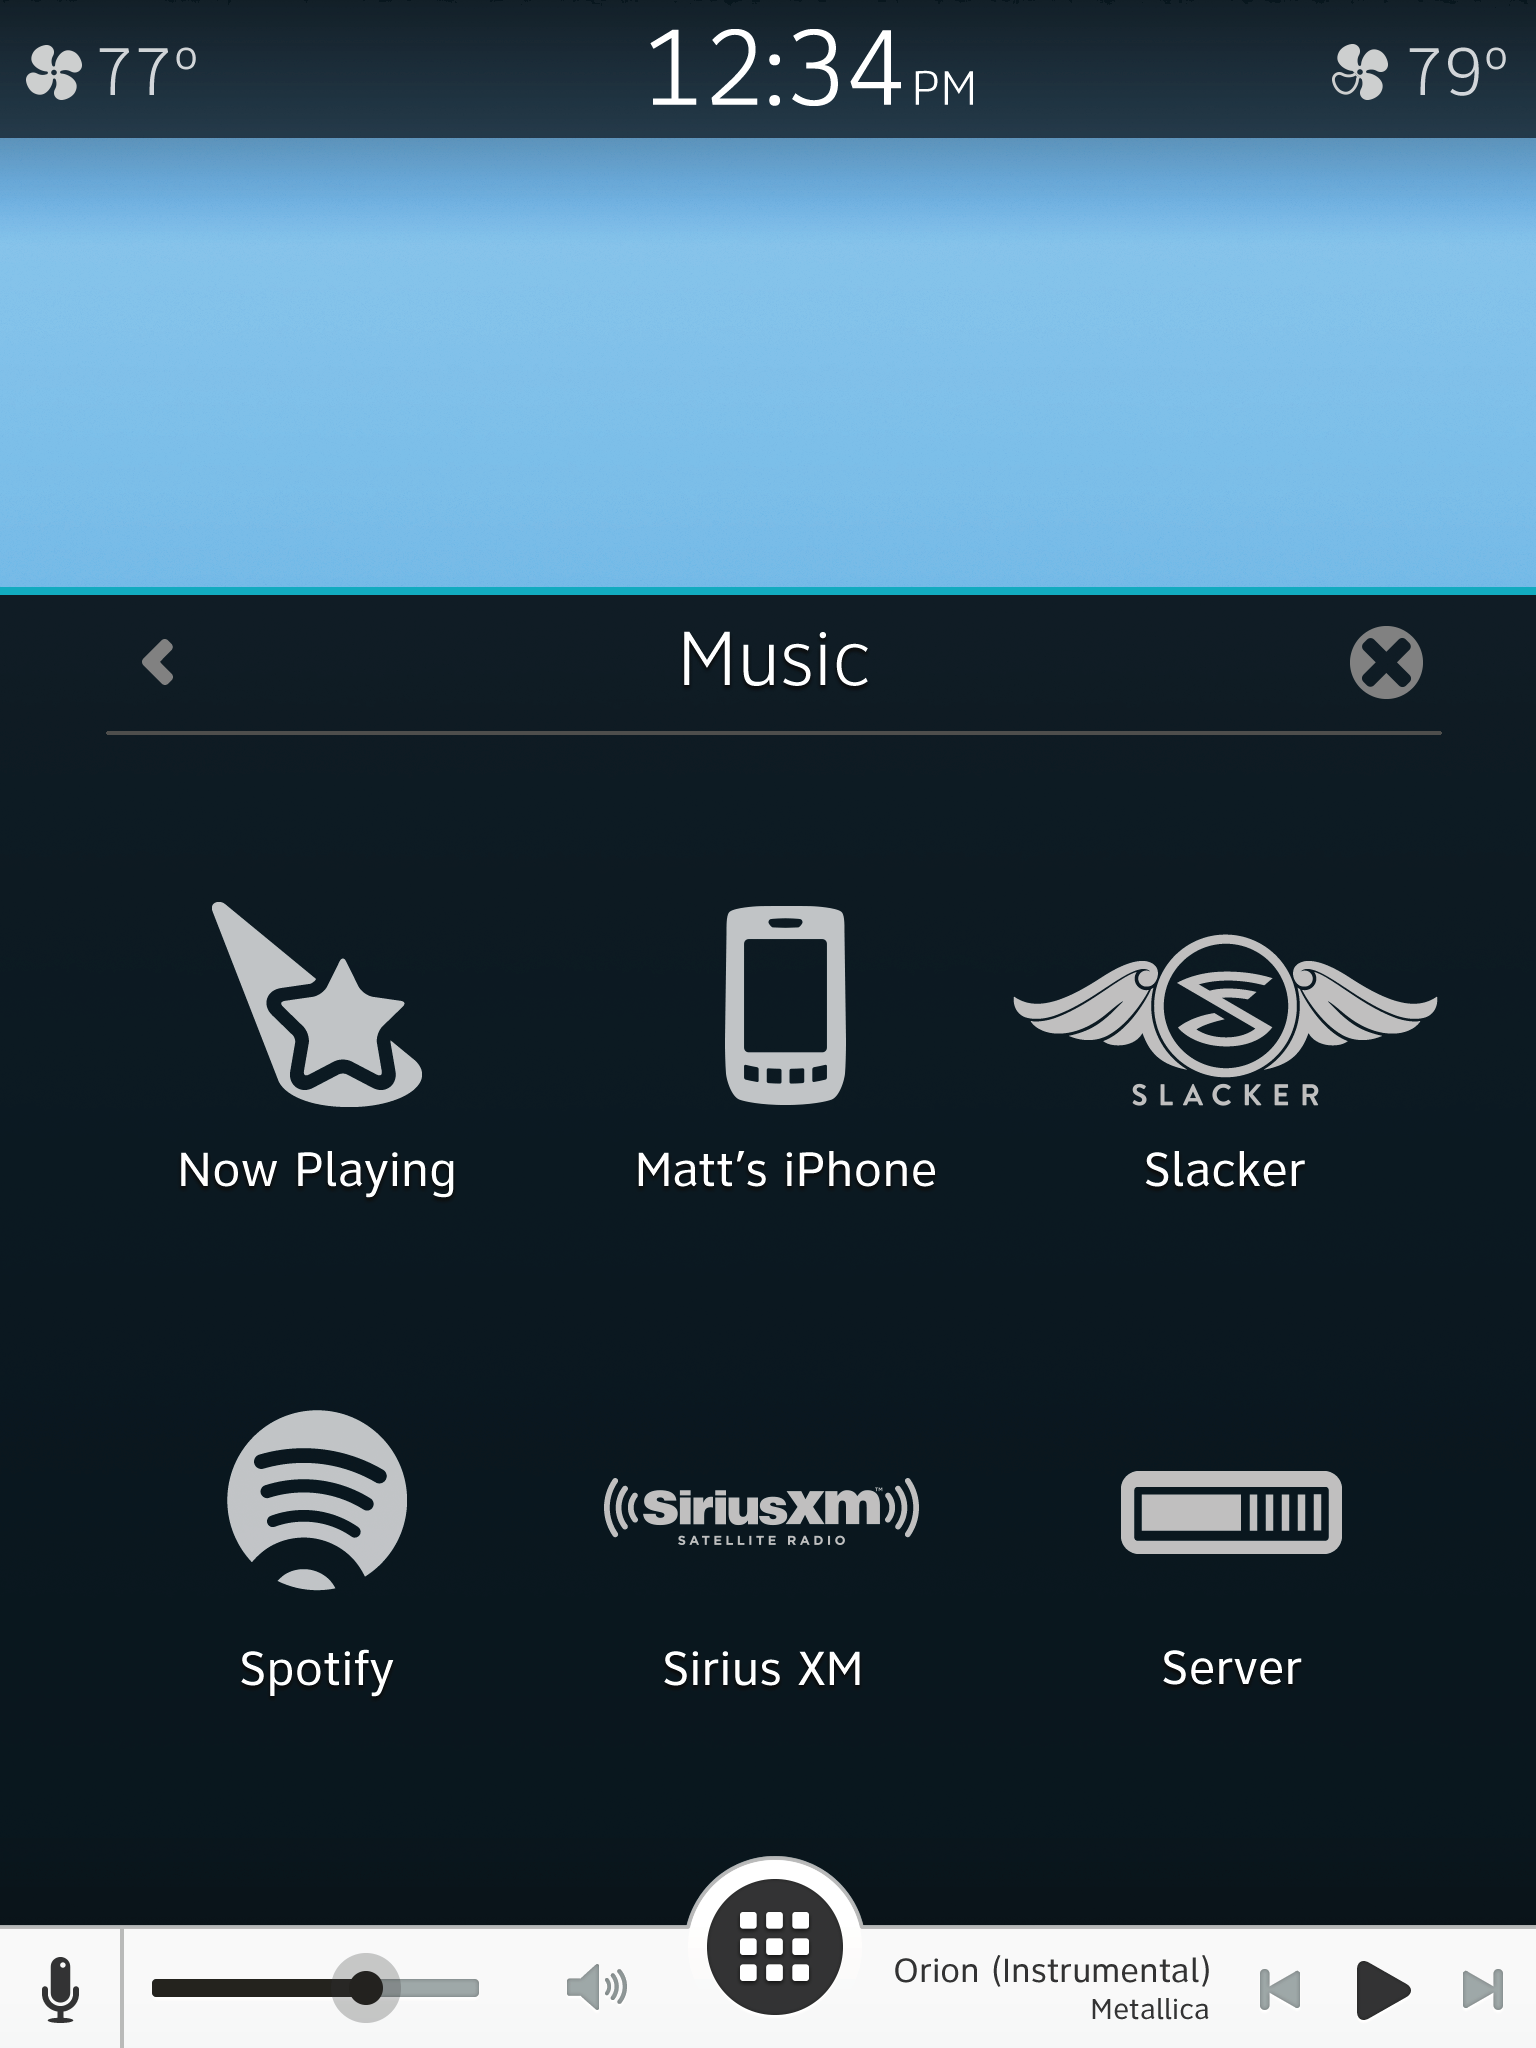 77°
12:34 PM
79°
Music
SLACKER
Now Playing
Matt's iPhone
Slacker
SiriusXm™
SATELLITE RADIO
Spotify
Sirius XM
Server
Orion (Instrumental)
Metallica